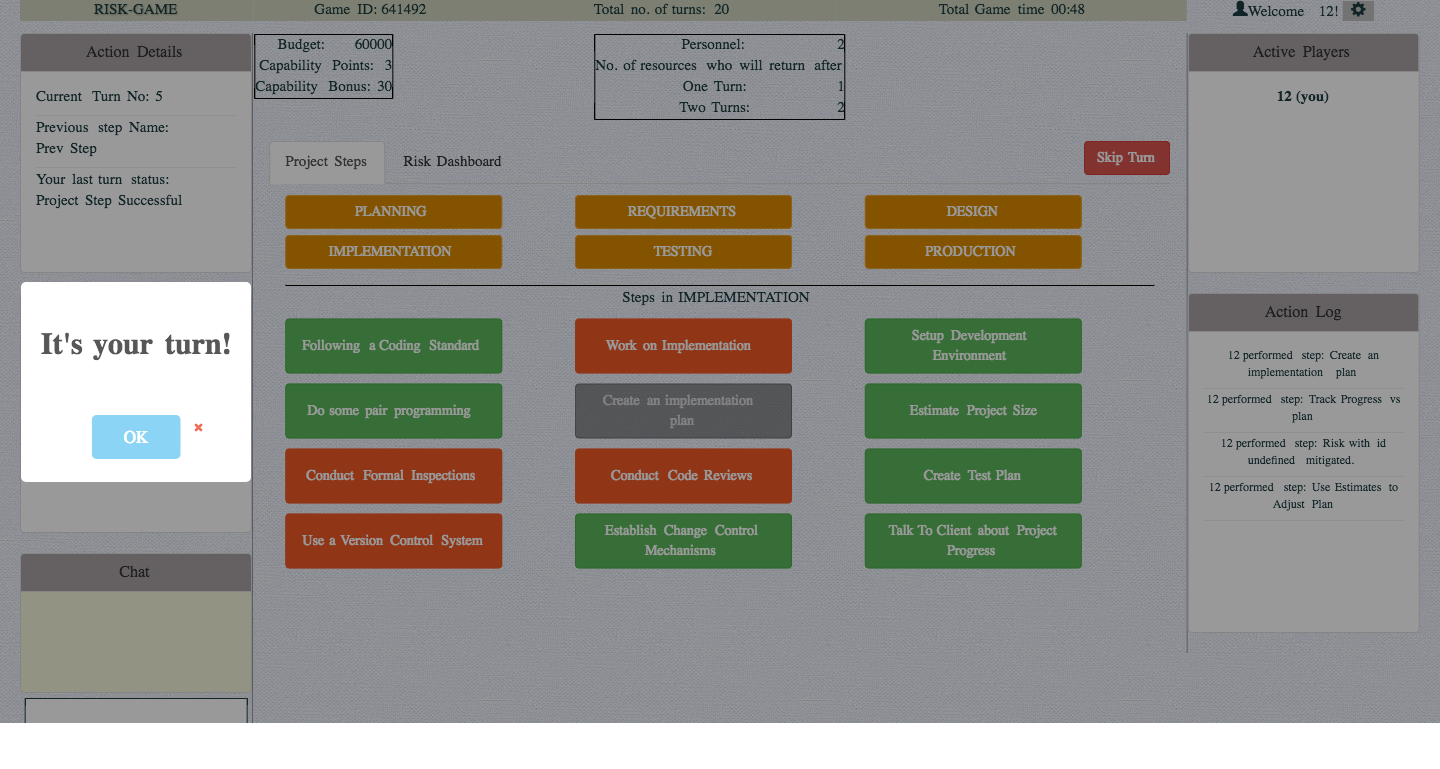 RISK-GAME
Game ID: 641492
Total no. of turns: 20
Total Game time 00:48
Welcome 12!
Action Details
Current Turn No: 5
Previous step Name:
Prev Step
Your last turn status:
Project Step Successful
It's your turn!
OK
Chat
Budget: 60000
Capability Points: 3
Capability Bonus: 30
Personnel: 2
No. of resources who will return after
One Turn: 1
Two Turns: 2
Project Steps
Risk Dashboard
Skip Turn
PLANNING
REQUIREMENTS
DESIGN
IMPLEMENTATION
TESTING
PRODUCTION
Steps in IMPLEMENTATION
Following a Coding Standard
Work on Implementation
Setup Development
Environment
Do some pair programming
Create an implementation
plan
Estimate Project Size
Conduct Formal Inspections
Conduct Code Reviews
Create Test Plan
Use a Version Control System
Establish Change Control
Mechanisms
Talk To Client about Project
Progress
Active Players
12 (you)
Action Log
12 performed step: Create an
implementation plan
12 performed step: Track Progress vs
plan
12 performed step: Risk with id
undefined mitigated.
12 performed step: Use Estimates to
Adjust Plan